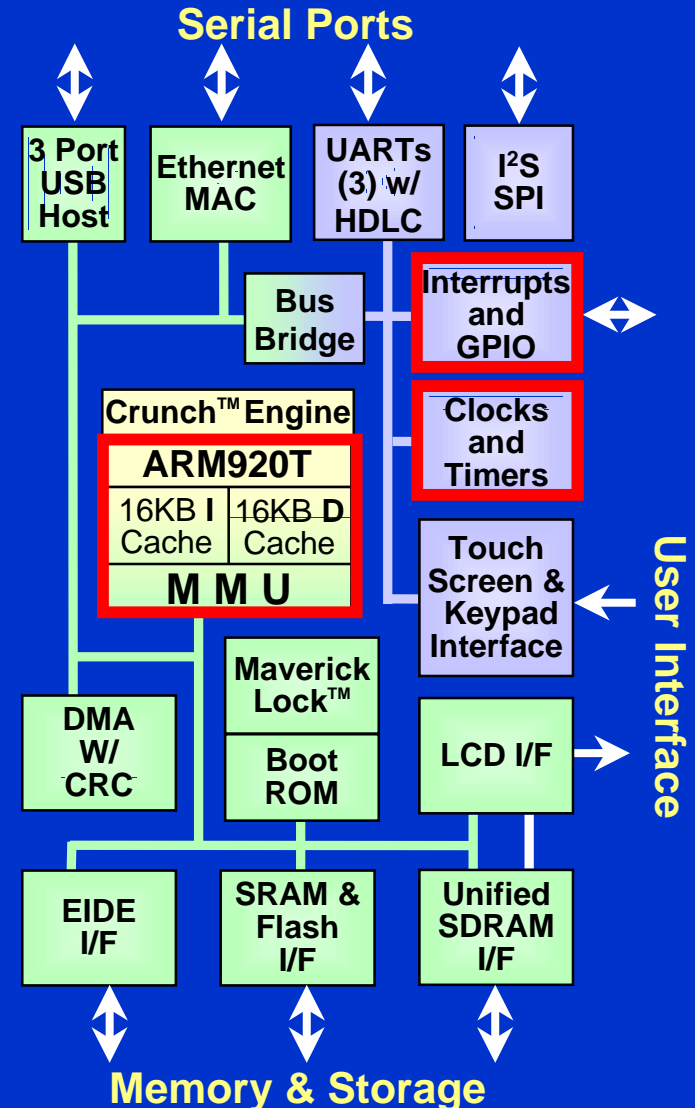 Serial Ports
3 Port
USB
Host
Ethernet
MAC
UARTs
(3) w/
HDLC
I²S
SPI
Bus
Bridge
Interrupts
and
GPIO
Crunch™ Engine
ARM920T
16KB I
Cache
16KB D
Cache
M M U
Clocks
and
Timers
Touch
Screen &
Keypad
Interface
User Interface
Maverick
Lock™
Boot
ROM
DMA
W/
CRC
LCD I/F
EIDE
I/F
SRAM &
Flash
I/F
Unified
SDRAM
I/F
Memory & Storage